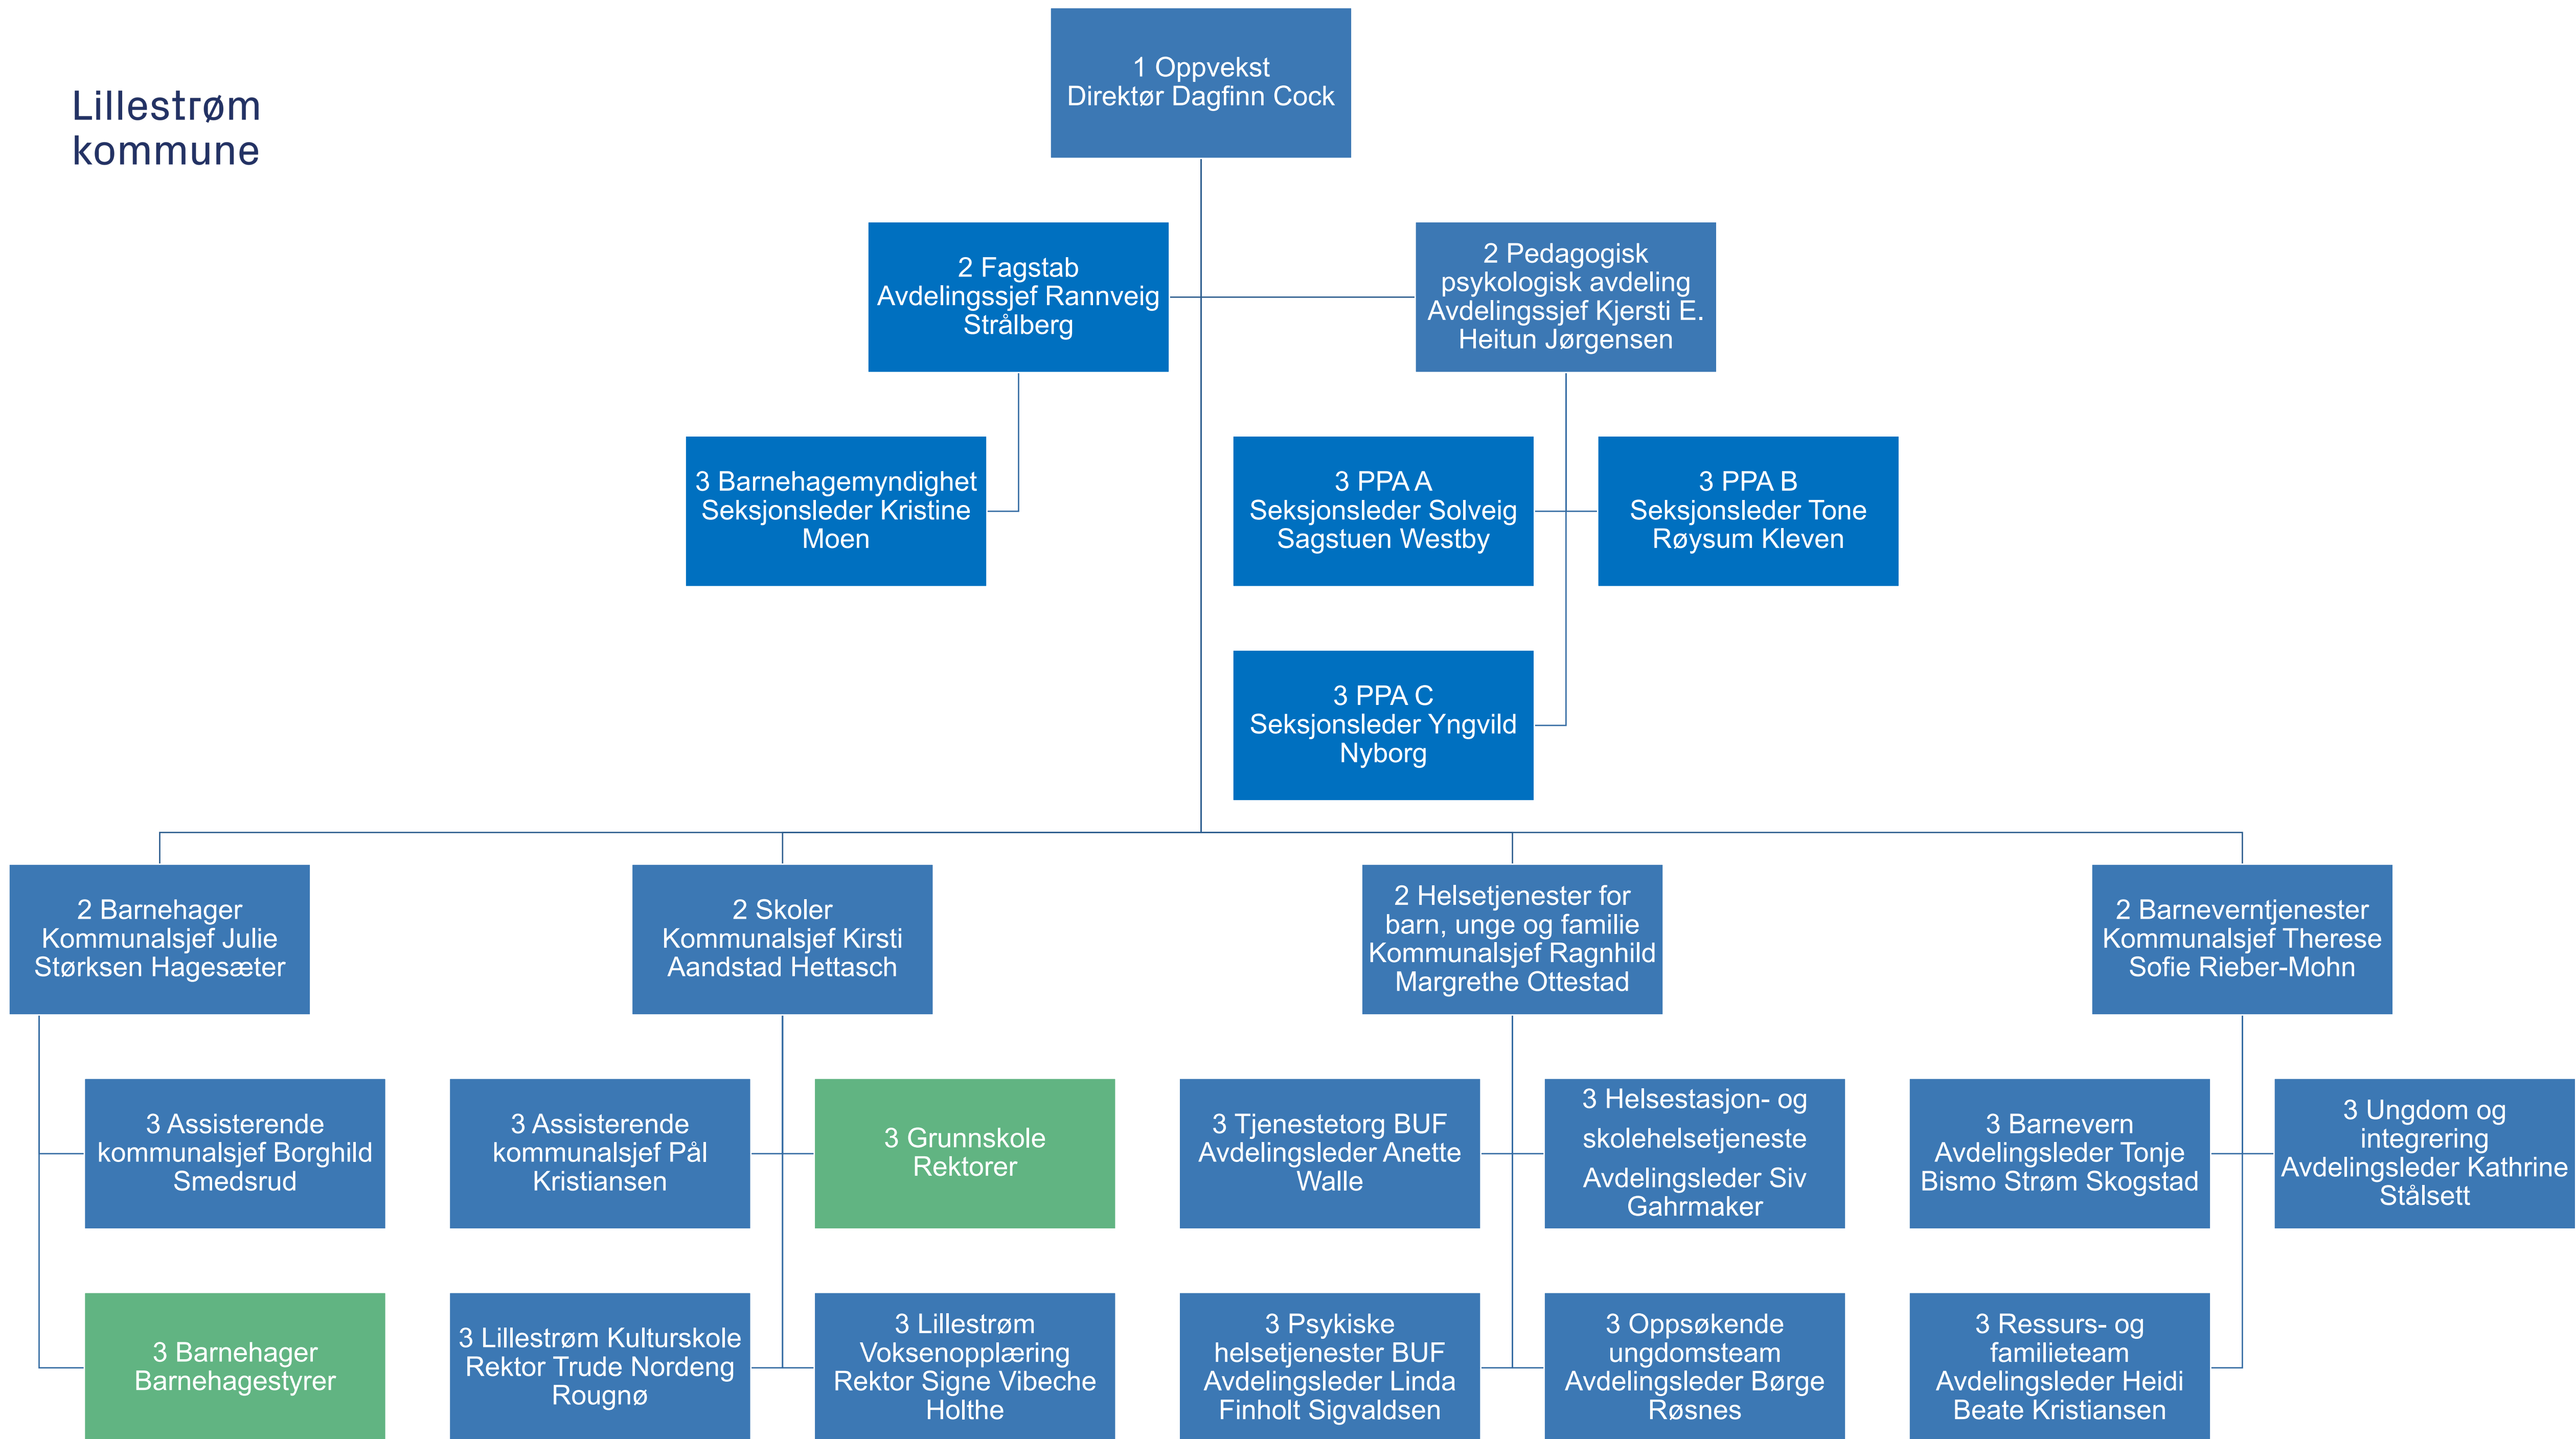 Lillestrøm
kommune
1 Oppvekst
Direktør Dagfinn Cock
2 Fagstab
Avdelingssjef Rannveig
Strålberg
2 Pedagogisk
psykologisk avdeling
Avdelingssjef Kjersti E.
Heitun Jørgensen
3 Barnehagemyndighet
Seksjonsleder Kristine
Moen
3 PPA A
Seksjonsleder Solveig
Sagstuen Westby
3 PPA B
Seksjonsleder Tone
Røysum Kleven
3 PPA C
Seksjonsleder Yngvild
Nyborg
2 Barnehager
Kommunalsjef Julie
Størksen Hagesæter
2 Skoler
Kommunalsjef Kirsti
Aandstad Hettasch
2 Helsetjenester for
barn, unge og familie
Kommunalsjef Ragnhild
Margrethe Ottestad
2 Barneverntjenester
Kommunalsjef Therese
Sofie Rieber-Mohn
3 Assisterende
kommunalsjef Borghild
Smedsrud
3 Assisterende
kommunalsjef Pål
Kristiansen
3 Grunnskole
Rektorer
3 Tjenestetorg BUF
Avdelingsleder Anette
Walle
3 Helsestasjon- og
skolehelsetjeneste
Avdelingsleder Siv
Gahrmaker
3 Barnevern
Avdelingsleder Tonje
Bismo Strøm Skogstad
3 Ungdom og
integrering
Avdelingsleder Kathrine
Stålsett
3 Barnehager
Barnehagestyrer
3 Lillestrøm Kulturskole
Rektor Trude Nordeng
Rougnø
3 Lillestrøm
Voksenopplæring
Rektor Signe Vibeche
Holthe
3 Psykiske
helsetjenester BUF
Avdelingsleder Linda
Finholt Sigvaldsen
3 Oppsøkende
ungdomsteam
Avdelingsleder Børge
Røsnes
3 Ressurs- og
familieteam
Avdelingsleder Heidi
Beate Kristiansen